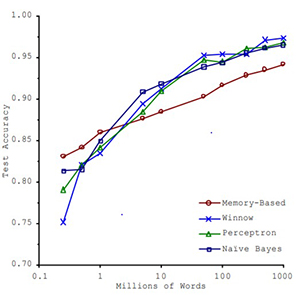 1.00
0.95
0.90
0.85
0.80
0.75
0.70
Test Accuracy
Memory-Based
Winnow
Perceptron
Naïve Bayes
0.1 1 10 100 1000
Millions of Words